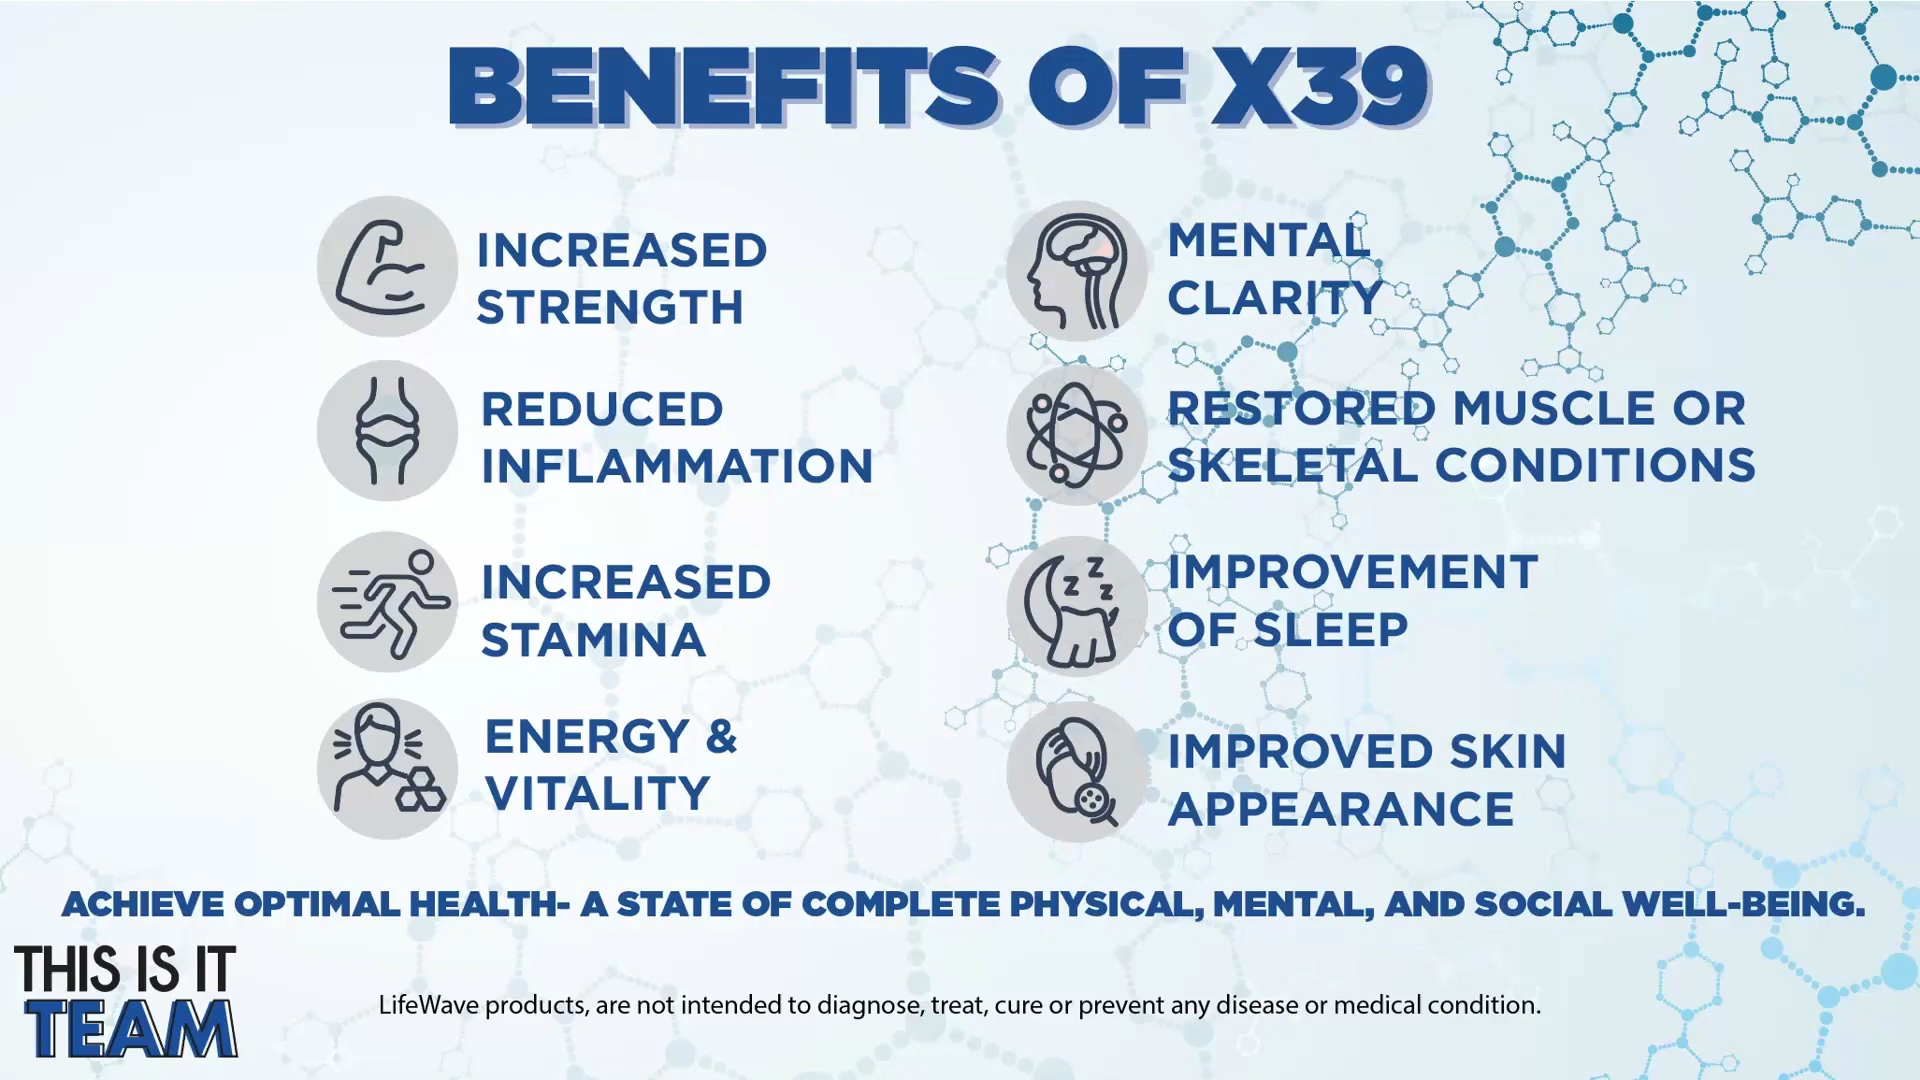 BENEFITS OF X39
INCREASED
STRENGTH
REDUCED
INFLAMMATION
INCREASED
STAMINA
ENERGY &
VITALITY
MENTAL
CLARITY
RESTORED MUSCLE OR
SKELETAL CONDITIONS
Z Z Z
IMPROVEMENT
OF SLEEP
IMPROVED SKIN
APPEARANCE
ACHIEVE OPTIMAL HEALTH- A STATE OF COMPLETE PHYSICAL, MENTAL, AND SOCIAL WELL-BEING.
THIS IS IT
TEAM
LifeWave products, are not intended to diagnose, treat, cure or prevent any disease or medical condition.